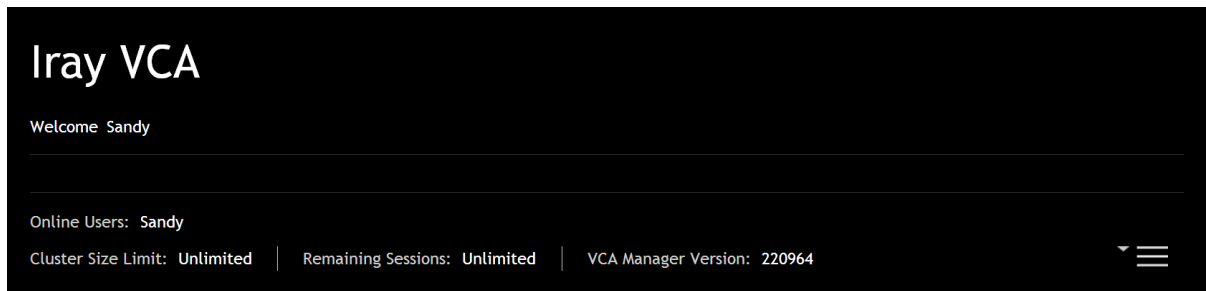 Iray VCA
Welcome Sandy
Online Users: Sandy
Cluster Size Limit: Unlimited Remaining Sessions: Unlimited VCA Manager Version: 220964